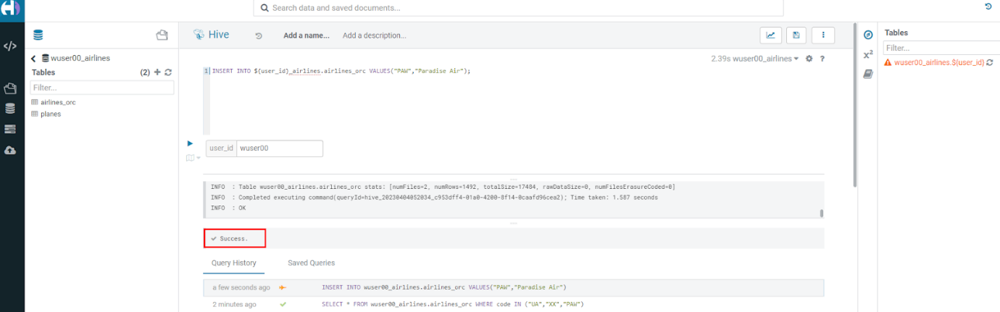 Search data and saved documents...
Hive
Add a name...
Add a description...
wuser00_airlines
Tables
(2)
Filter...
airlines_orc
planes
2.39s wuser00_airlines
?
1
INSERT INTO ${user_id}_airlines.airlines_orc VALUES("PAW","Paradise Air");
user_id
wuser00
INFO : Table wuser00_airlines.airlines_orc stats: [numFiles=2, numRows=1492, totalSize=17484, rawDataSize=0, numFilesErasureCoded=0]
INFO : Completed executing command(queryId=hive_20230404052034_c953dff4-01a0-4200-8f14-0caafd96cea2); Time taken: 1.587 seconds
INFO : OK
Success.
Query History
Saved Queries
a few seconds ago
INSERT INTO wuser00_airlines.airlines_orc VALUES("PAW","Paradise Air")
2 minutes ago
SELECT * FROM wuser00_airlines.airlines_orc WHERE code IN ("UA","XX","PAW")
x²
Tables
Filter...
wuser00_airlines.${user_id}